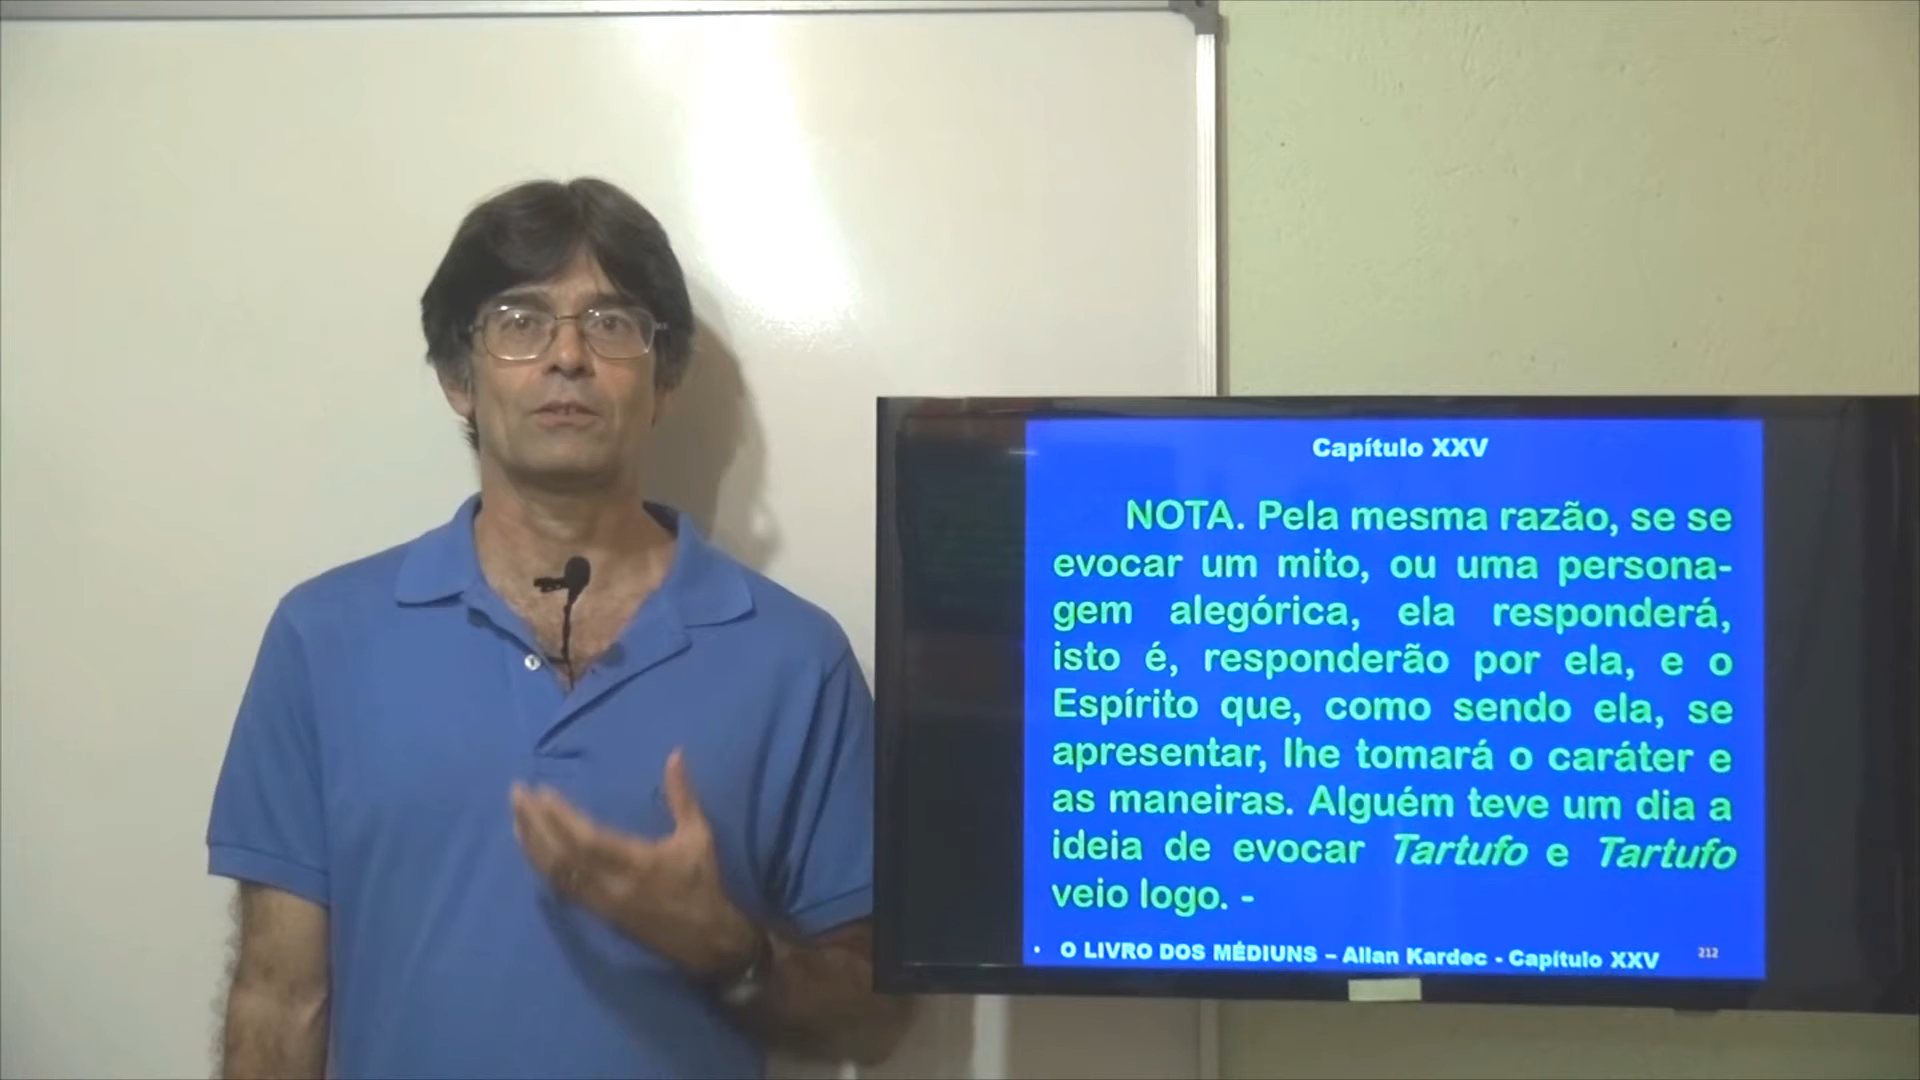 Capítulo XXV
NOTA. Pela mesma razão, se se
evocar um mito, ou uma persona-
gem alegórica, ela responderá,
isto é, responderão por ela, e o
Espírito que, como sendo ela, se
apresentar, lhe tomará o caráter e
as maneiras. Alguém teve um dia a
ideia de evocar Tartufo e Tartufo
veio logo. -
• O LIVRO DOS MÉDIUNS – Allan Kardec - Capítulo XXV 212